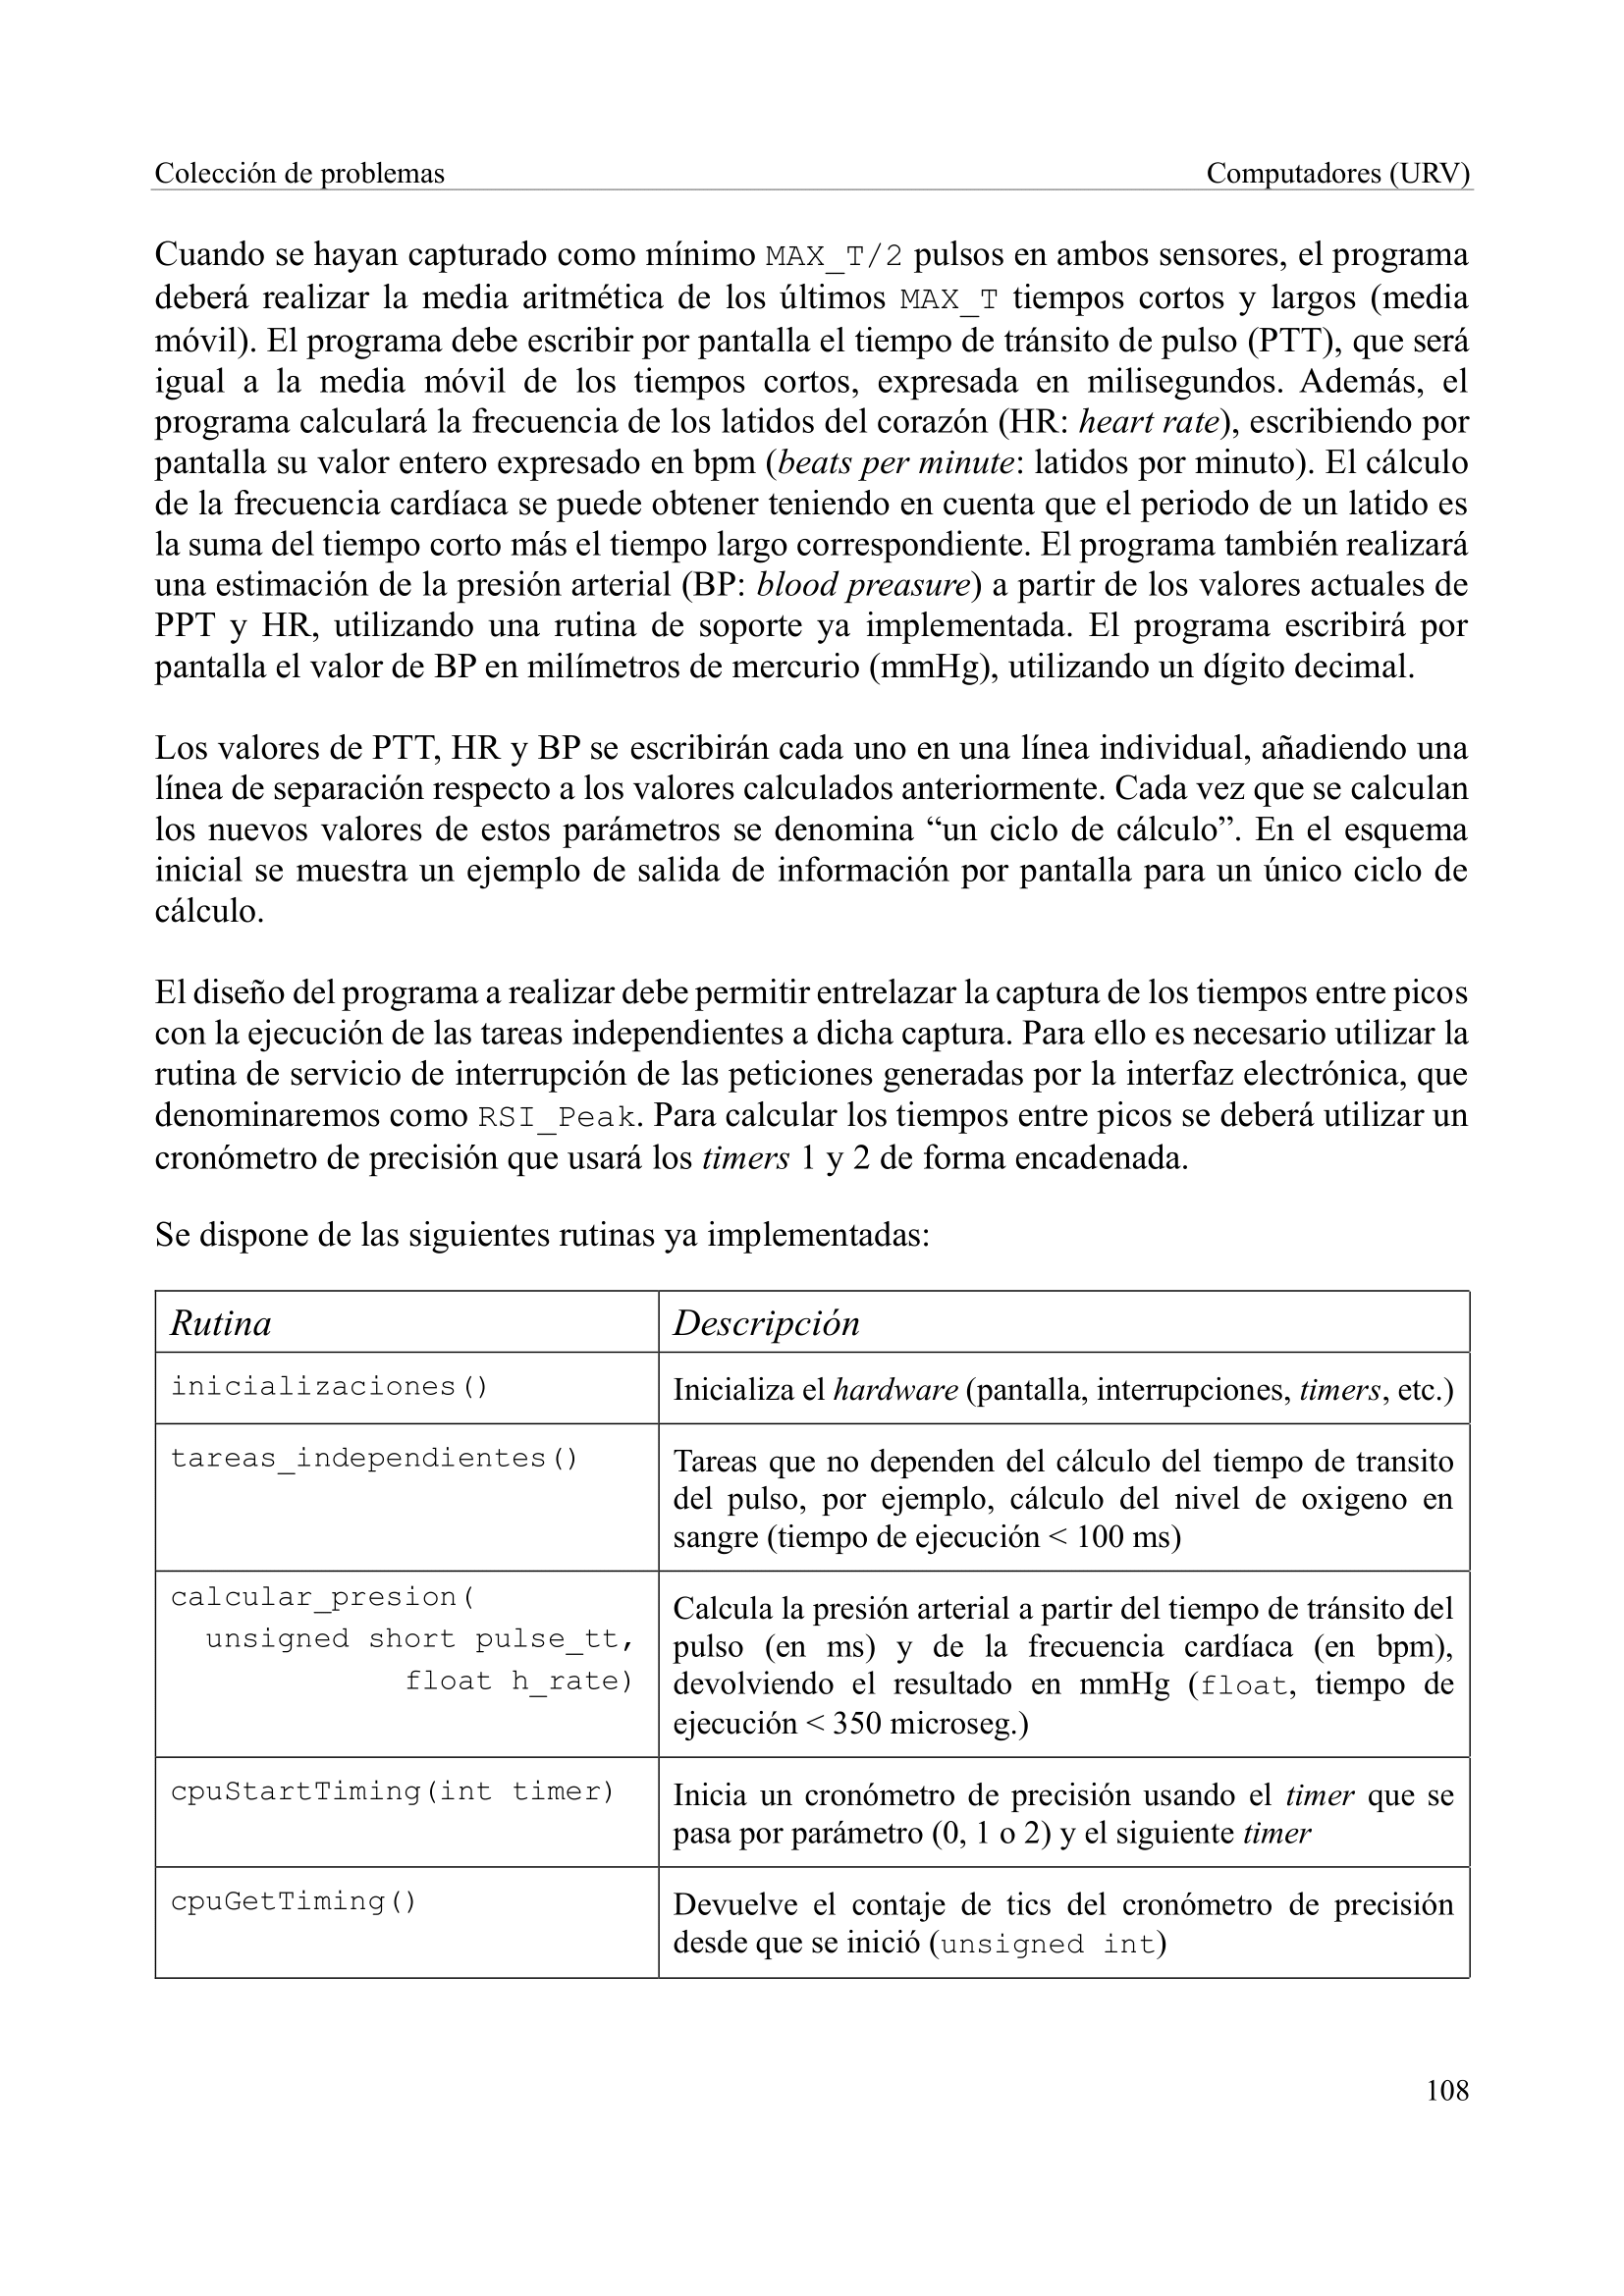 Colección de problemas Computadores (URV)
Cuando se hayan capturado como mínimo MAX_T/2 pulsos en ambos sensores, el programa
deberá realizar la media aritmética de los últimos MAX_T tiempos cortos y largos (media
móvil). El programa debe escribir por pantalla el tiempo de tránsito de pulso (PTT), que será
igual a la media móvil de los tiempos cortos, expresada en milisegundos. Además, el
programa calculará la frecuencia de los latidos del corazón (HR: heart rate), escribiendo por
pantalla su valor entero expresado en bpm (beats per minute: latidos por minuto). El cálculo
de la frecuencia cardíaca se puede obtener teniendo en cuenta que el periodo de un latido es
la suma del tiempo corto más el tiempo largo correspondiente. El programa también realizará
una estimación de la presión arterial (BP: blood preasure) a partir de los valores actuales de
PPT y HR, utilizando una rutina de soporte ya implementada. El programa escribirá por
pantalla el valor de BP en milímetros de mercurio (mmHg), utilizando un dígito decimal.
Los valores de PTT, HR y BP se escribirán cada uno en una línea individual, añadiendo una
línea de separación respecto a los valores calculados anteriormente. Cada vez que se calculan
los nuevos valores de estos parámetros se denomina “un ciclo de cálculo”. En el esquema
inicial se muestra un ejemplo de salida de información por pantalla para un único ciclo de
cálculo.
El diseño del programa a realizar debe permitir entrelazar la captura de los tiempos entre picos
con la ejecución de las tareas independientes a dicha captura. Para ello es necesario utilizar la
rutina de servicio de interrupción de las peticiones generadas por la interfaz electrónica, que
denominaremos como RSI_Peak. Para calcular los tiempos entre picos se deberá utilizar un
cronómetro de precisión que usará los timers 1 y 2 de forma encadenada.
Se dispone de las siguientes rutinas ya implementadas:
Rutina Descripción
inicializaciones() Inicializa el hardware (pantalla, interrupciones, timers, etc.)
tareas_independientes() Tareas que no dependen del cálculo del tiempo de transito
del pulso, por ejemplo, cálculo del nivel de oxigeno en
sangre (tiempo de ejecución < 100 ms)
calcular_presion(
unsigned short pulse_tt,
float h_rate)
Calcula la presión arterial a partir del tiempo de tránsito del
pulso (en ms) y de la frecuencia cardíaca (en bpm),
devolviendo el resultado en mmHg (float, tiempo de
ejecución < 350 microseg.)
cpuStartTiming(int timer) Inicia un cronómetro de precisión usando el timer que se
pasa por parámetro (0, 1 o 2) y el siguiente timer
cpuGetTiming() Devuelve el contaje de tics del cronómetro de precisión
desde que se inició (unsigned int)
108